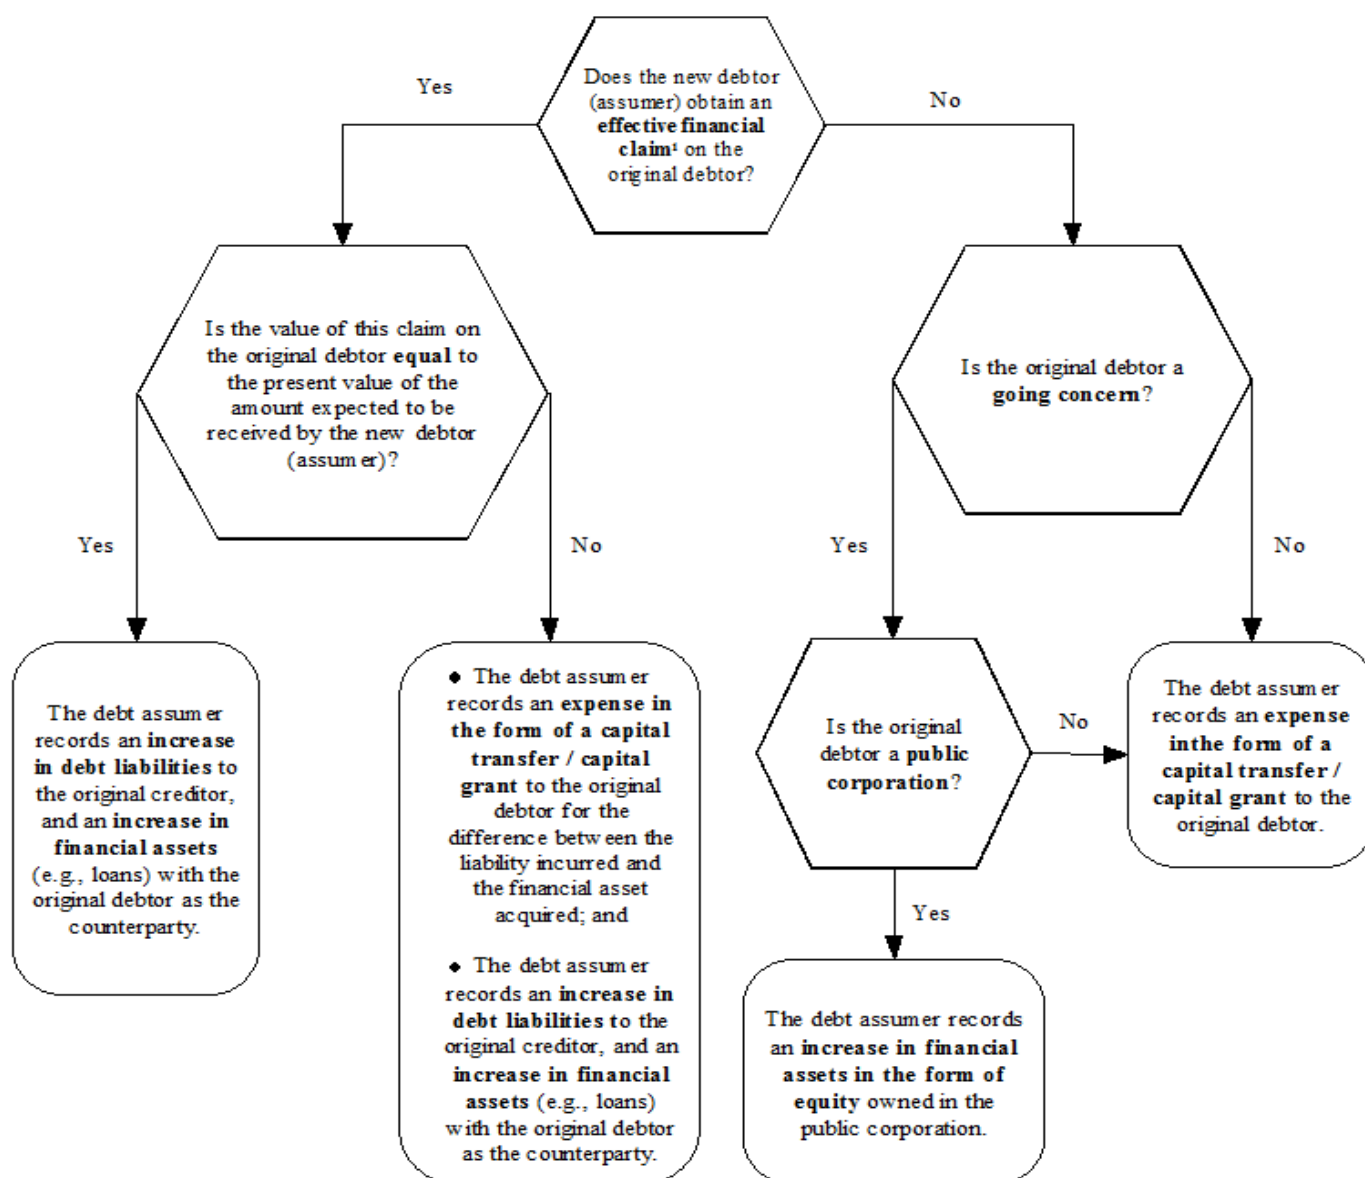 Does the new debtor
(assumer) obtain an
effective financial
claim¹ on the
original debtor?
Yes
No
Is the value of this claim on
the original debtor equal to
the present value of the
amount expected to be
received by the new debtor
(assumer)?
Is the original debtor a
going concern?
Yes
No
Yes
No
The debt assumer
records an increase
in debt liabilities to
the original creditor,
and an increase in
financial assets
(e.g., loans) with the
original debtor as the
counterparty.
◆ The debt assumer
records an expense in
the form of a capital
transfer / capital
grant to the original
debtor for the
difference between the
liability incurred and
the financial asset
acquired; and
◆ The debt assumer
records an increase in
debt liabilities to the
original creditor, and an
increase in financial
assets (e.g., loans)
with the original debtor
as the counterparty.
Is the original
debtor a public
corporation?
No
Yes
The debt assumer
records an expense
inthe form of a
capital transfer /
capital grant to the
original debtor.
The debt assumer records
an increase in financial
assets in the form of
equity owned in the
public corporation.